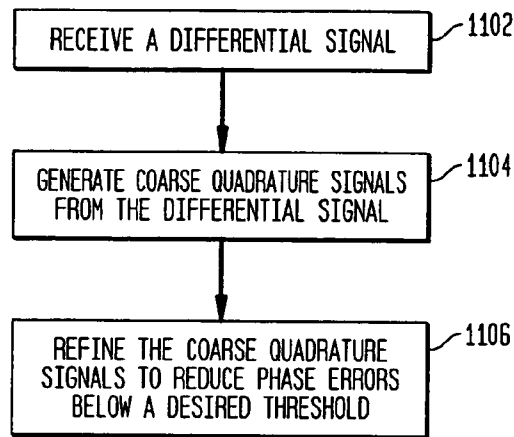 RECEIVE A DIFFERENTIAL SIGNAL
1102
GENERATE COARSE QUADRATURE SIGNALS
FROM THE DIFFERENTIAL SIGNAL
1104
REFINE THE COARSE QUADRATURE
SIGNALS TO REDUCE PHASE ERRORS
BELOW A DESIRED THRESHOLD
1106